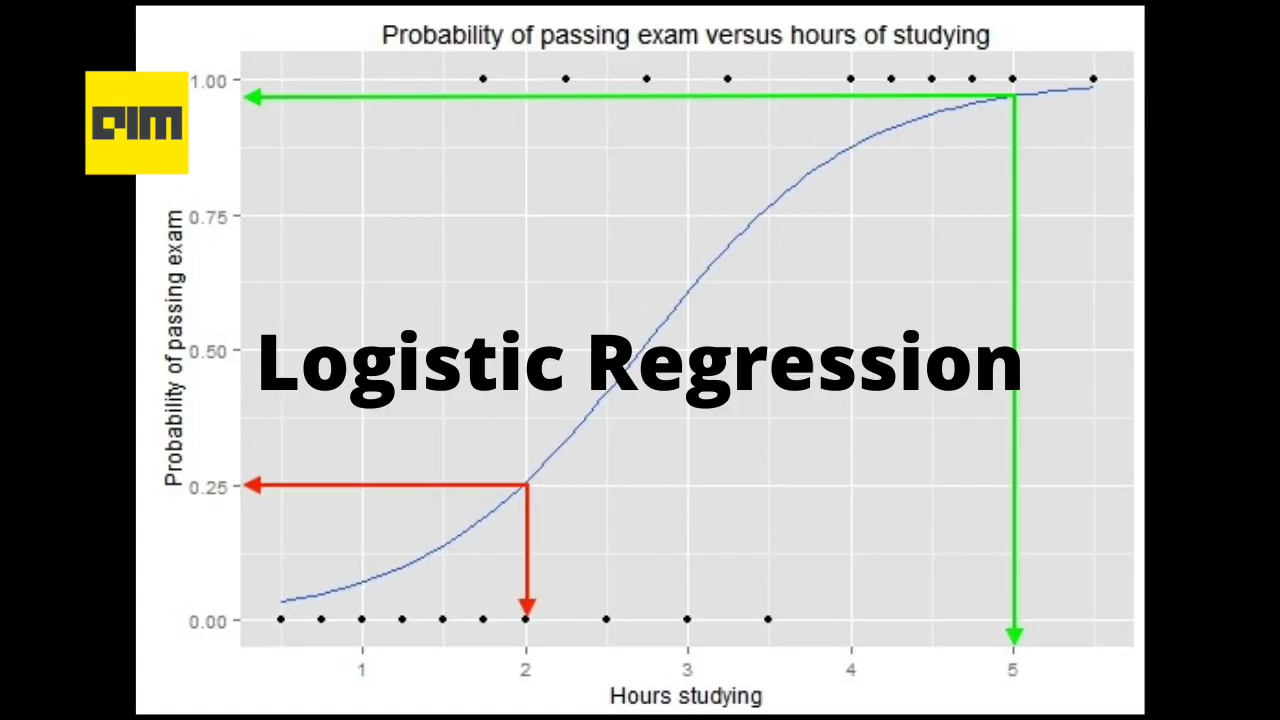 Probability of passing exam versus hours of studying
AIM
Probability of passing exam
1.00
0.75
0.50
0.25
0.00
Logistic Regression
1 2 3 4 5
Hours studying